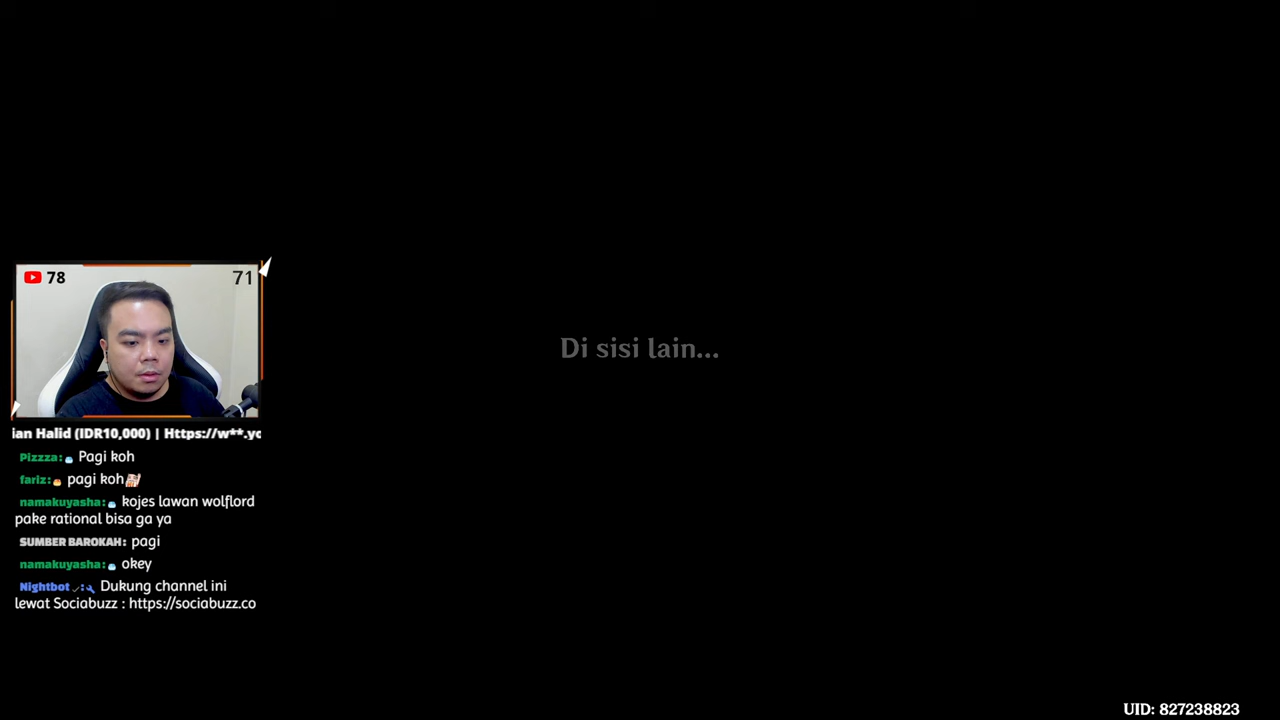 78
71
Di sisi lain...
ian Halid (IDR10,000) | Https://w**.yo
Pizzza: Pagi koh
fariz: pagi koh
namakuyasha: kojes lawan wolflord
pake rational bisa ga ya
SUMBER BAROKAH: pagi
namakuyasha: okey
Nightbot : Dukung channel ini
lewat Sociabuzz : https://sociabuzz.co
UID: 827238823